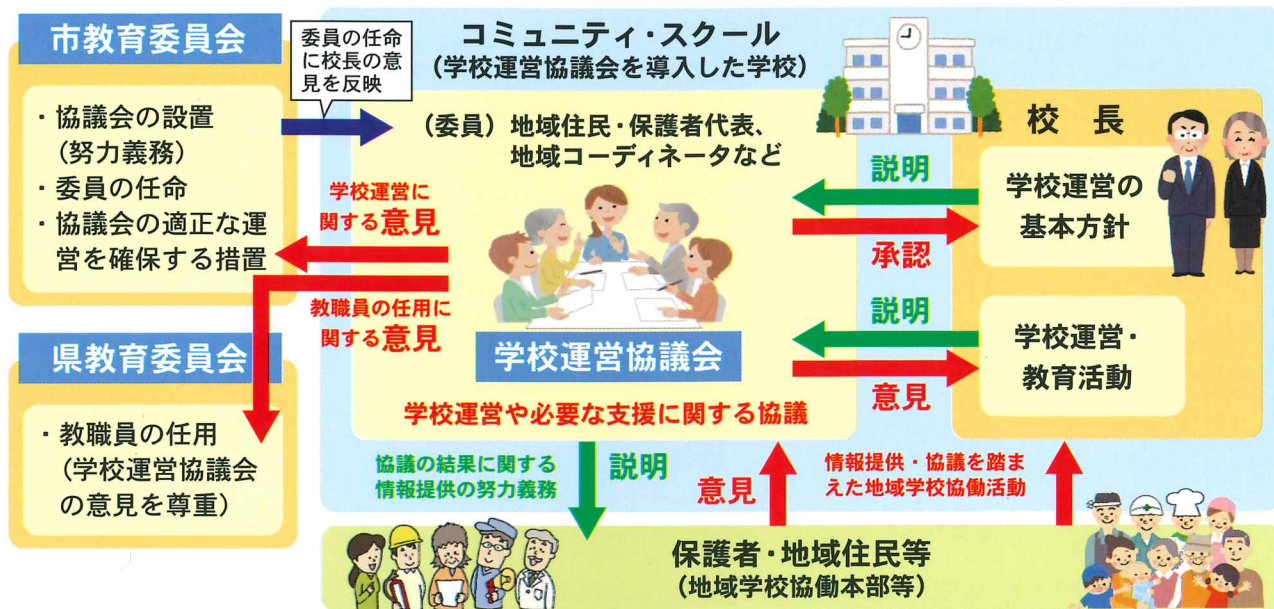 市教育委員会
・協議会の設置
(努力義務)
・委員の任命
・協議会の適正な運
営を確保する措置
委員の任命
に校長の意
見を反映
コミュニティ・スクール
(学校運営協議会を導入した学校)
(委員)地域住民・保護者代表、
地域コーディネータなど
学校運営に
関する意見
教職員の任用に
関する意見
学校運営協議会
学校運営や必要な支援に関する協議
説明
承認
説明
意見
校 長
学校運営の
基本方針
学校運営・
教育活動
県教育委員会
・教職員の任用
(学校運営協議会
の意見を尊重)
協議の結果に関する
情報提供の努力義務
説明
意見
情報提供・協議を踏ま
えた地域学校協働活動
保護者・地域住民等
(地域学校協働本部等)